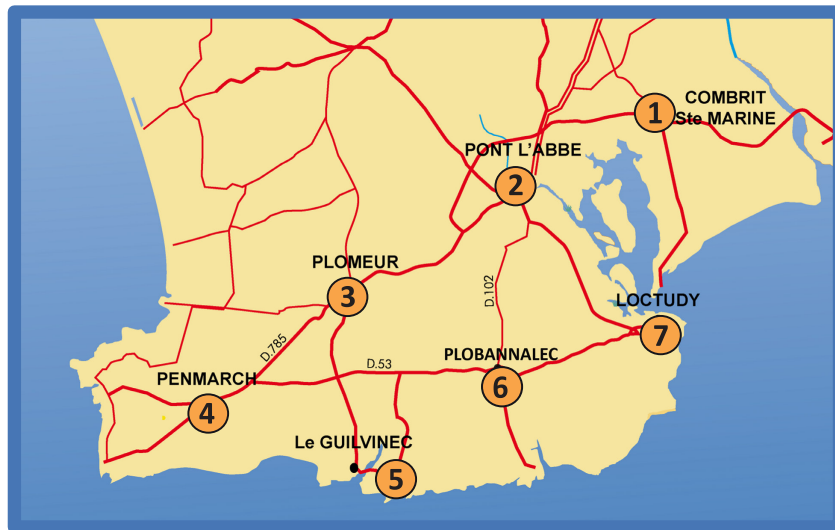 1
COMBRIT
Ste MARINE
PONT L'ABBE
2
PLOMEUR
3
D.102
LOCTUDY
7
D.785
D.53
PLOBANNALEC
6
PENMARCH
4
Le GUILVINEC
5